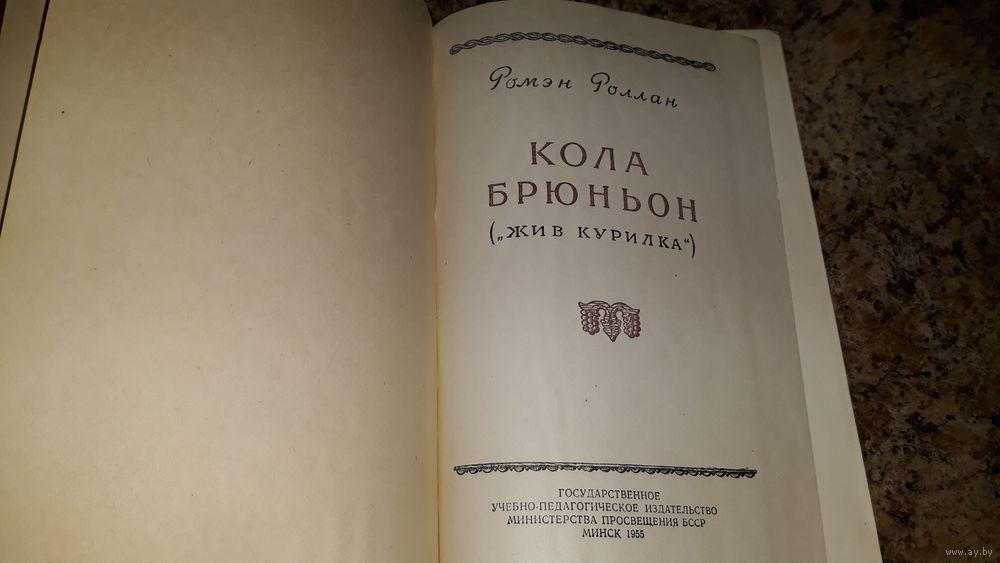 Ромэн Роллан
КОЛА
БРЮНЬОН
(„ЖИВ КУРИЛКА“)
ГОСУДАРСТВЕННОЕ
УЧЕБНО-ПЕДАГОГИЧЕСКОЕ ИЗДАТЕЛЬСТВО
МИНИСТЕРСТВА ПРОСВЕЩЕНИЯ БССР
МИНСК 1955
www.ay.by